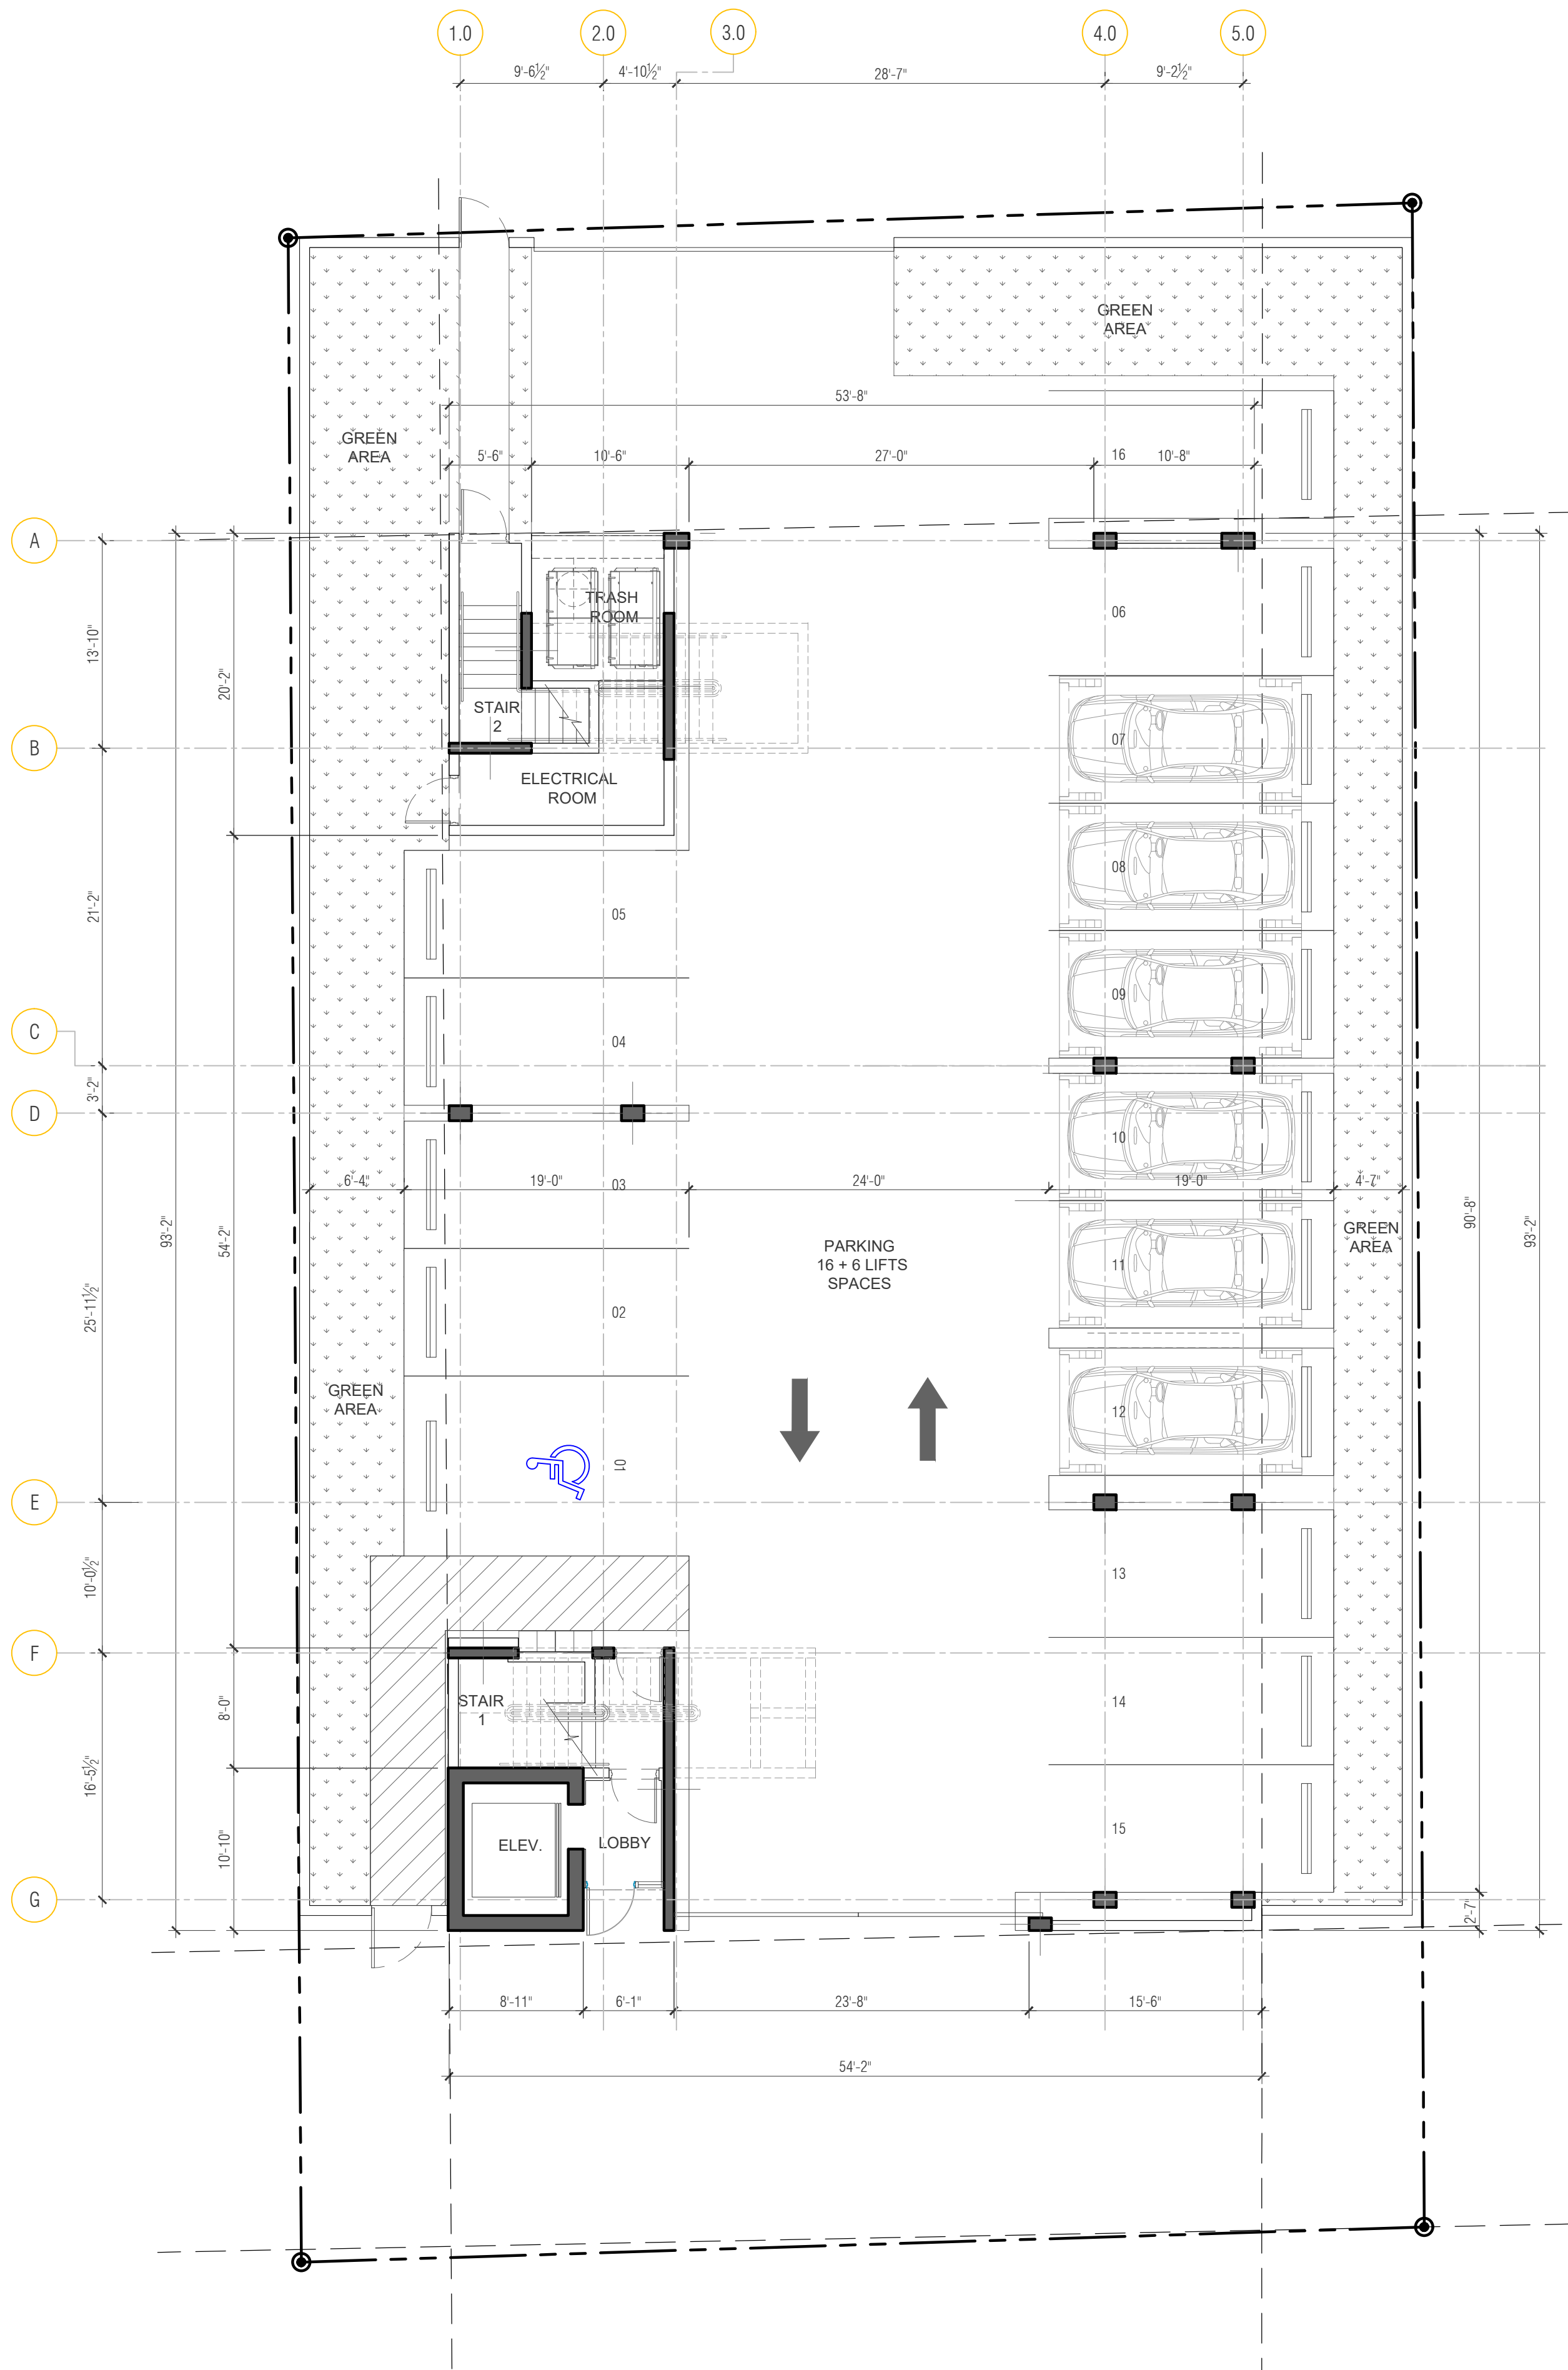 1.0
2.0
3.0
4.0
5.0
9'-6½"
4'-10½"
28'-7"
9'-2½"
GREEN
AREA
53'-8"
GREEN
AREA
5'-6"
10'-6"
27'-0"
16
10'-8"
A
TRASH
ROOM
06
13'-10"
20'-2"
STAIR
2
07
B
ELECTRICAL
ROOM
08
21'-2"
05
09
C
04
3'-2"
D
10
6'-4"
19'-0"
03
24'-0"
19'-0"
4'-7"
93'-2"
54'-2"
90'-8"
93'-2"
GREEN
AREA
PARKING
16 + 6 LIFTS
SPACES
11
25'-11½"
02
GREEN
AREA
12
01
E
13
10'-0½"
F
STAIR
1
14
8'-0"
16'-5½"
15
10'-10"
ELEV.
LOBBY
G
2'-7"
8'-11"
6'-1"
23'-8"
15'-6"
54'-2"